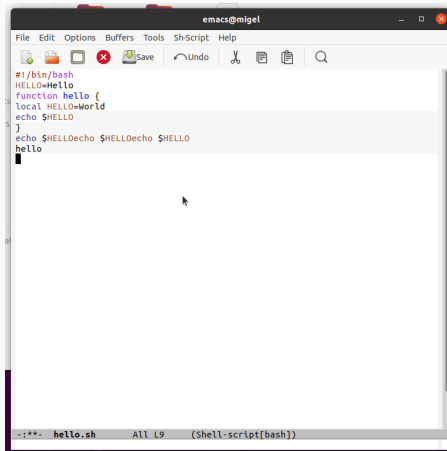 emacs@migel
File Edit Options Buffers Tools Sh-Script Help
Save Undo
#!/bin/bash
HELLO=Hello
function hello {
local HELLO=World
echo $HELLO
}
echo $HELLOecho $HELLOecho $HELLO
hello
-:**- hello.sh All L9 (Shell-script[bash])